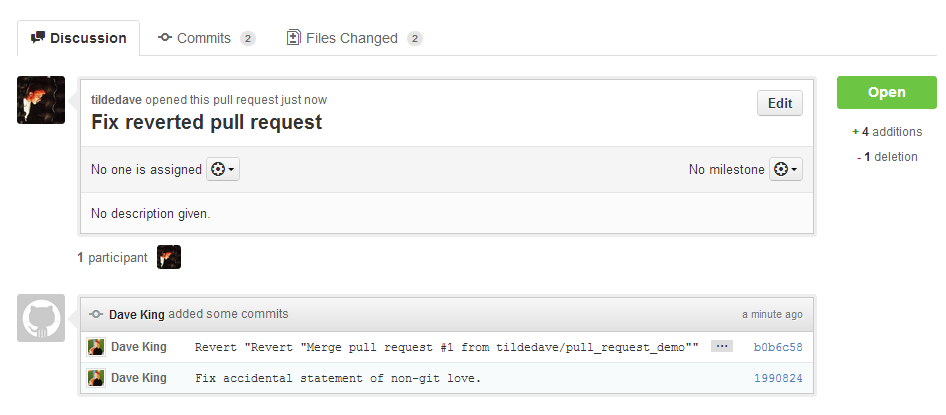 Discussion Commits 2 Files Changed 2
tildedave opened this pull request just now
Fix reverted pull request
Edit
Open
+ 4 additions
- 1 deletion
No one is assigned No milestone
No description given.
1 participant
Dave King added some commits a minute ago
Dave King Revert "Revert "Merge pull request #1 from tildedave/pull_request_demo"" ... b0b6c58
Dave King Fix accidental statement of non-git love. 1990824